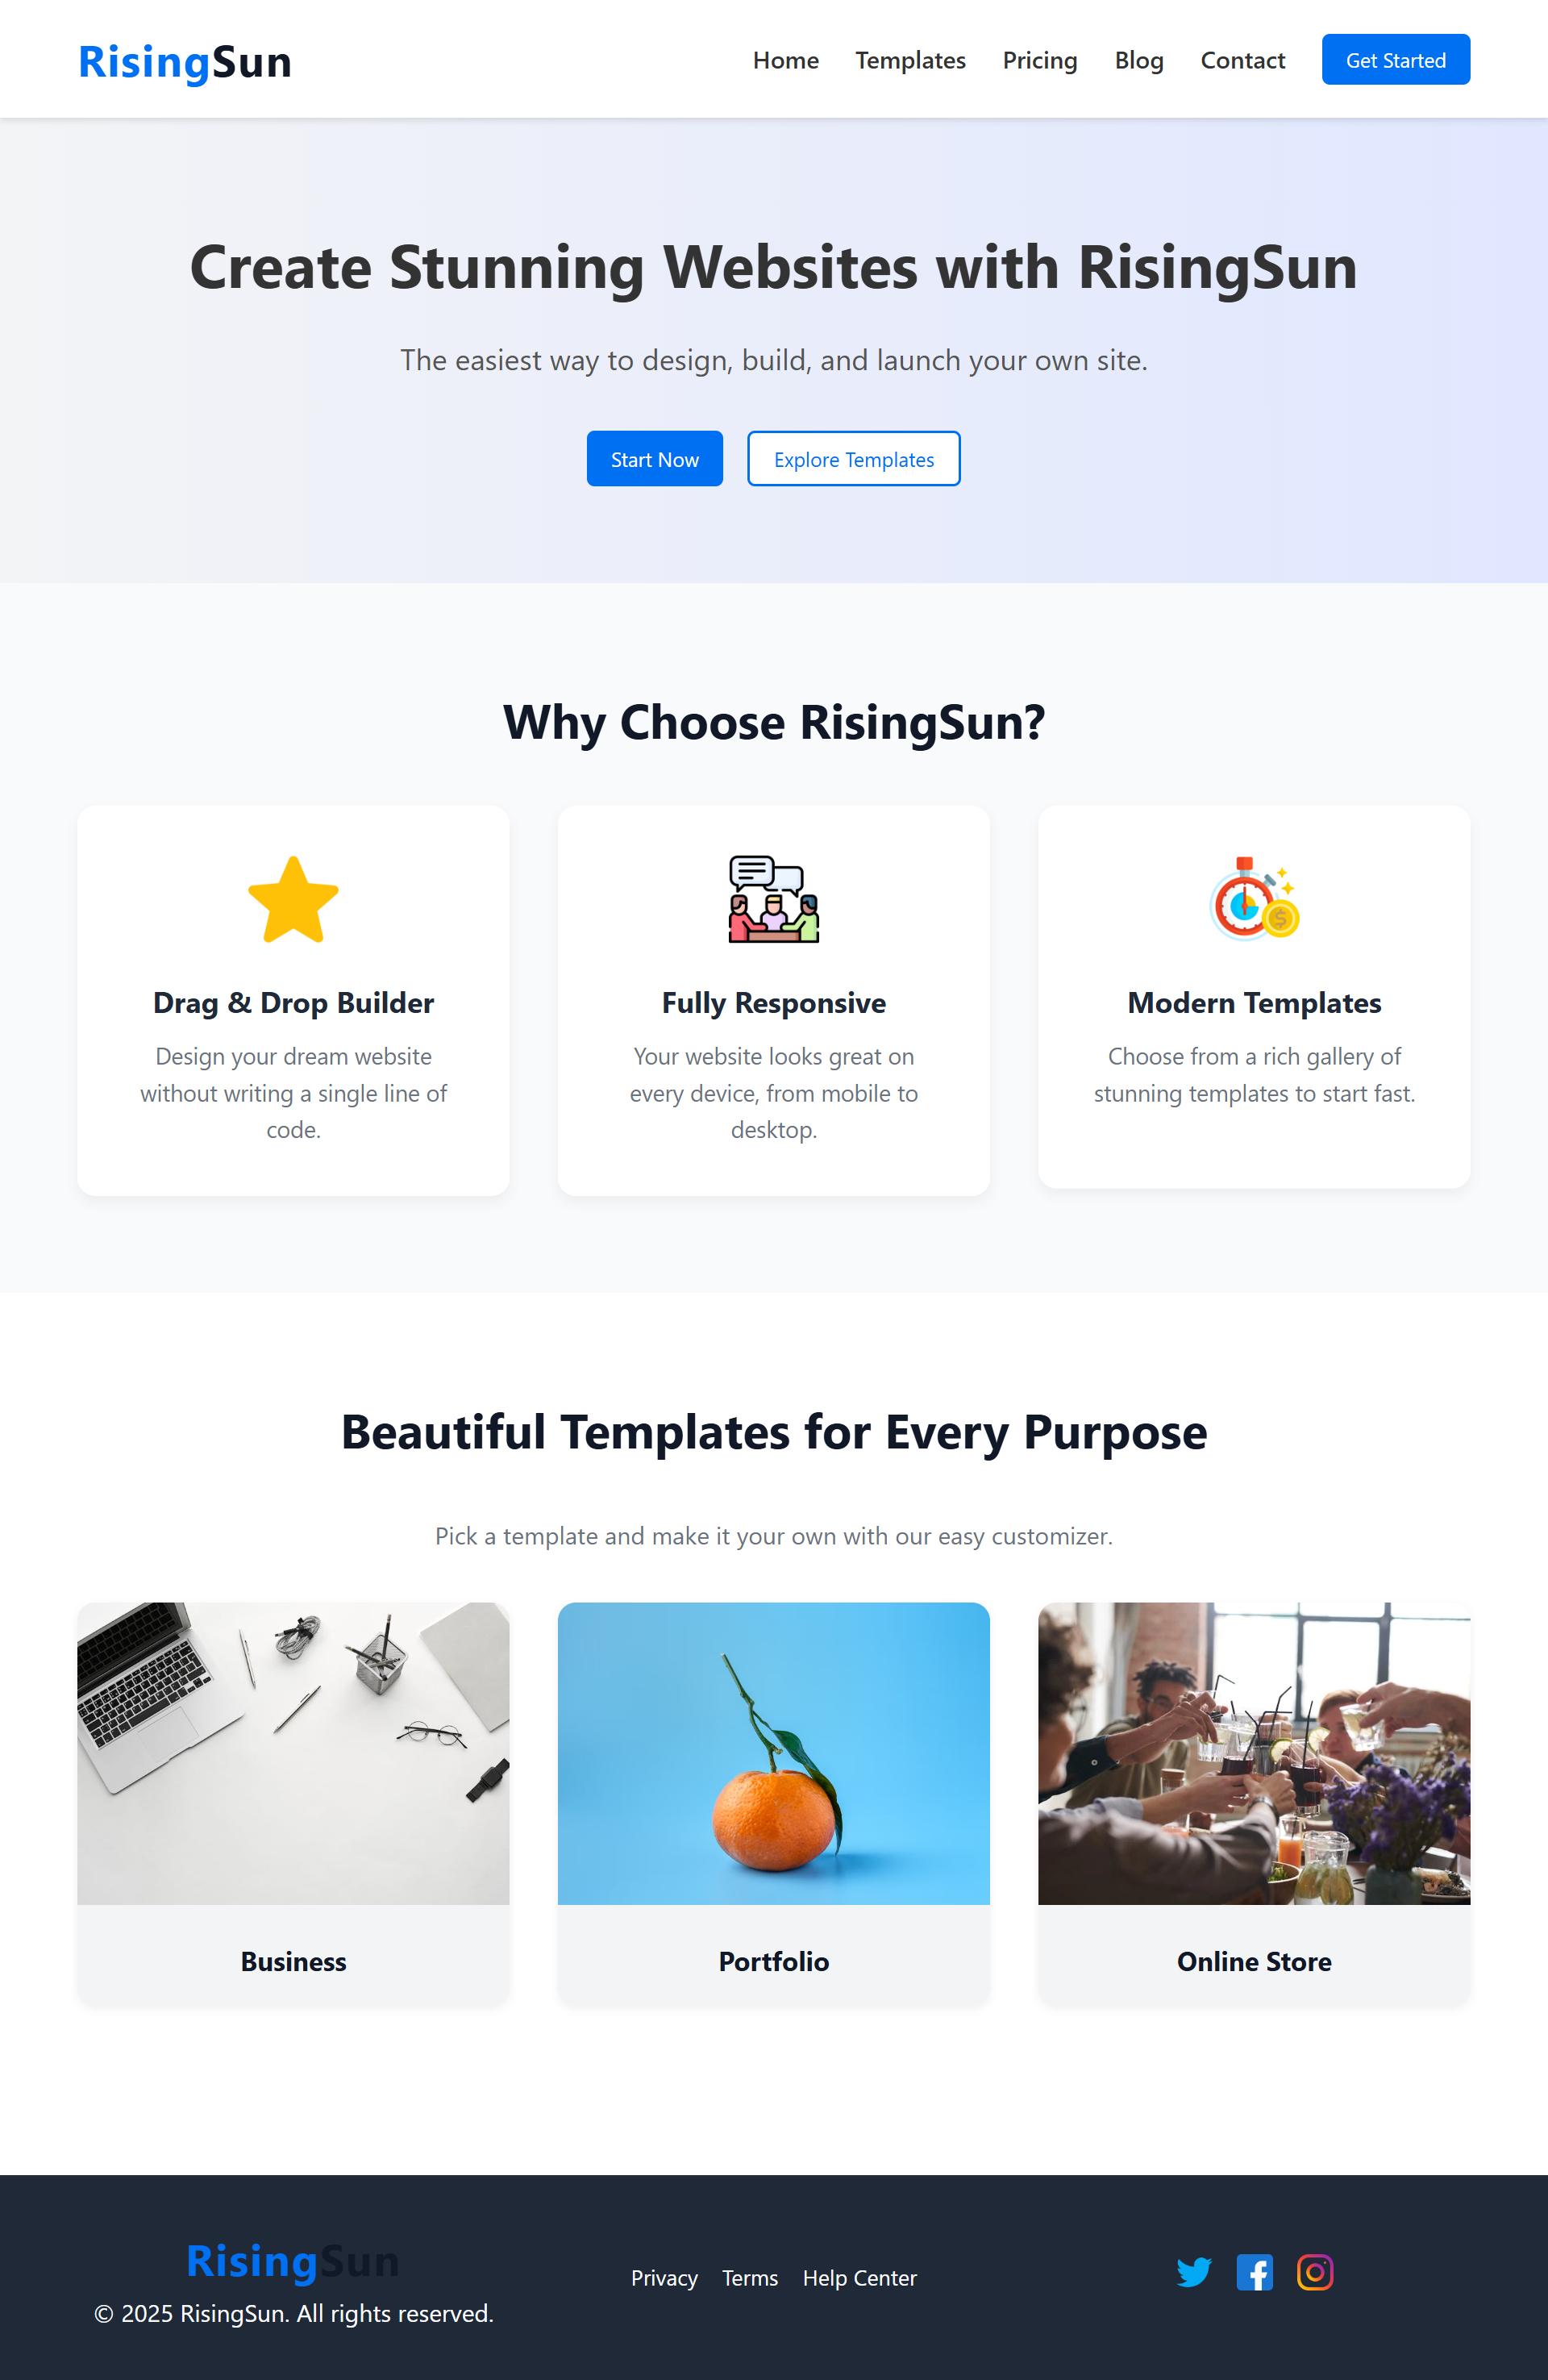 RisingSun
Home Templates Pricing Blog Contact Get Started
Create Stunning Websites with RisingSun
The easiest way to design, build, and launch your own site.
Start Now Explore Templates
Why Choose RisingSun?
Drag & Drop Builder
Design your dream website
without writing a single line of
code.
Fully Responsive
Your website looks great on
every device, from mobile to
desktop.
Modern Templates
Choose from a rich gallery of
stunning templates to start fast.
Beautiful Templates for Every Purpose
Pick a template and make it your own with our easy customizer.
Business
Portfolio
Online Store
RisingSun
© 2025 RisingSun. All rights reserved.
Privacy Terms Help Center